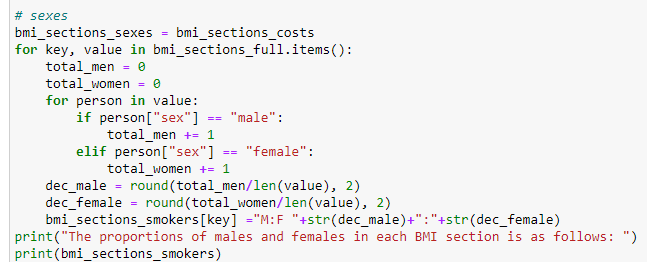 # sexes
bmi_sections_sexes = bmi_sections_costs
for key, value in bmi_sections_full.items():
    total_men = 0
    total_women = 0
    for person in value:
        if person["sex"] == "male":
            total_men += 1
        elif person["sex"] == "female":
            total_women += 1
    dec_male = round(total_men/len(value), 2)
    dec_female = round(total_women/len(value), 2)
    bmi_sections_smokers[key] ="M:F "+str(dec_male)+":"+str(dec_female)
print("The proportions of males and females in each BMI section is as follows: ")
print(bmi_sections_smokers)